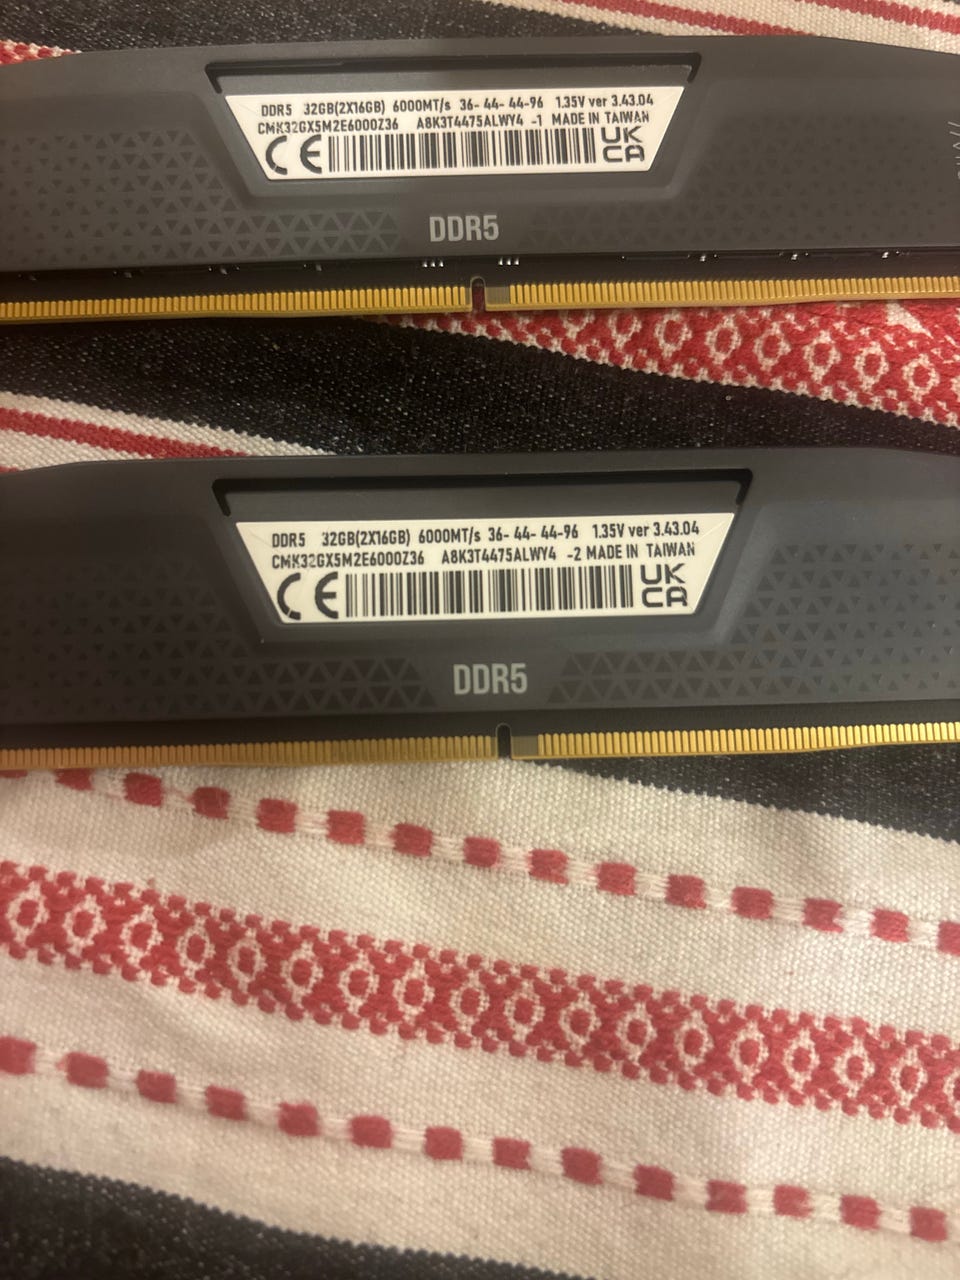 DDR5 32GB(2X16GB) 6000MT/s 36- 44- 44-96 1.35V ver 3.43.04
CMK32GX5M2E6000Z36 A8K3T4475ALWY4 -1 MADE IN TAIWAN
CE UK CA
DDR5
DDR5 32GB(2X16GB) 6000MT/s 36- 44- 44-96 1.35V ver 3.43.04
CMK32GX5M2E6000Z36 A8K3T4475ALWY4 -2 MADE IN TAIWAN
CE UK CA
DDR5